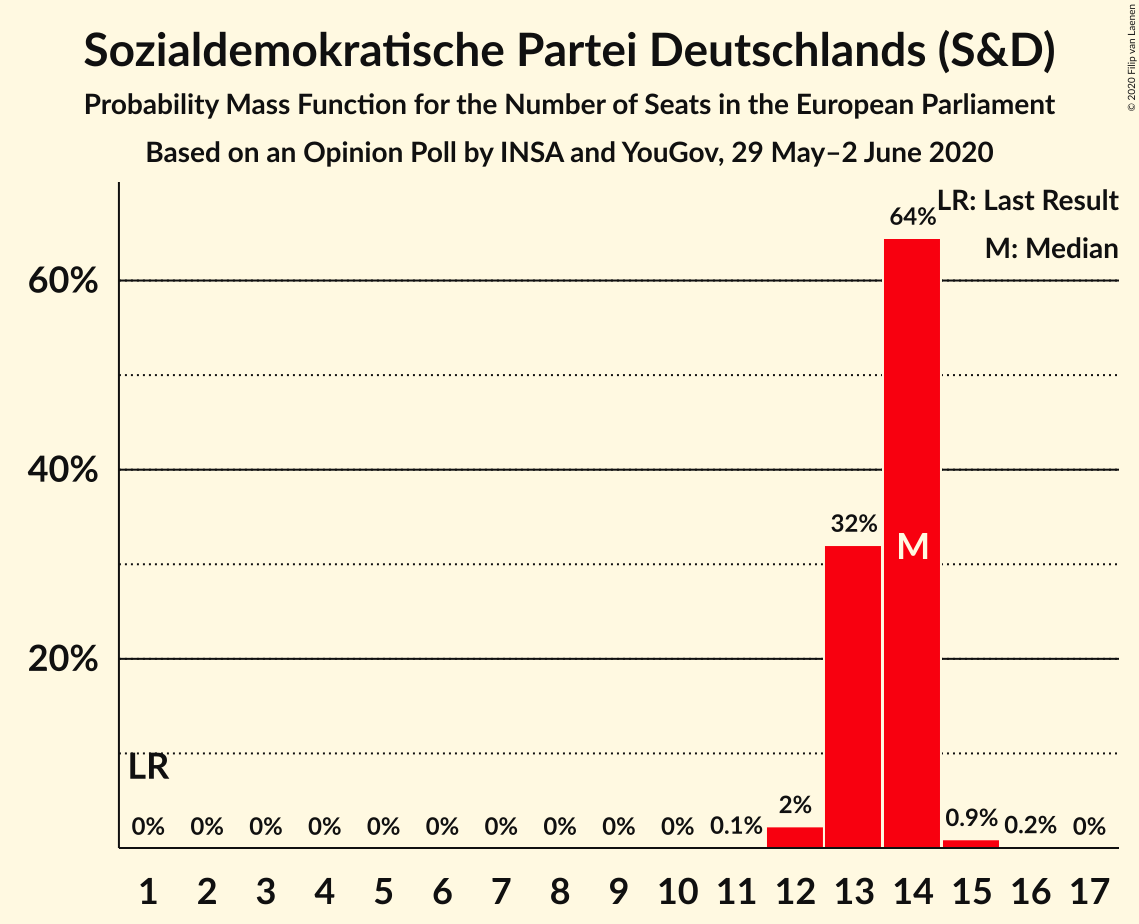 Sozialdemokratische Partei Deutschlands (S&D)
Probability Mass Function for the Number of Seats in the European Parliament
Based on an Opinion Poll by INSA and YouGov, 29 May–2 June 2020
© 2020 Filip van Laenen
LR: Last Result
M: Median
64%
60%
32%
M
40%
20%
LR
0% 0% 0% 0% 0% 0% 0% 0% 0% 0% 0.1% 2% 0.9% 0.2% 0%
1 2 3 4 5 6 7 8 9 10 11 12 13 14 15 16 17